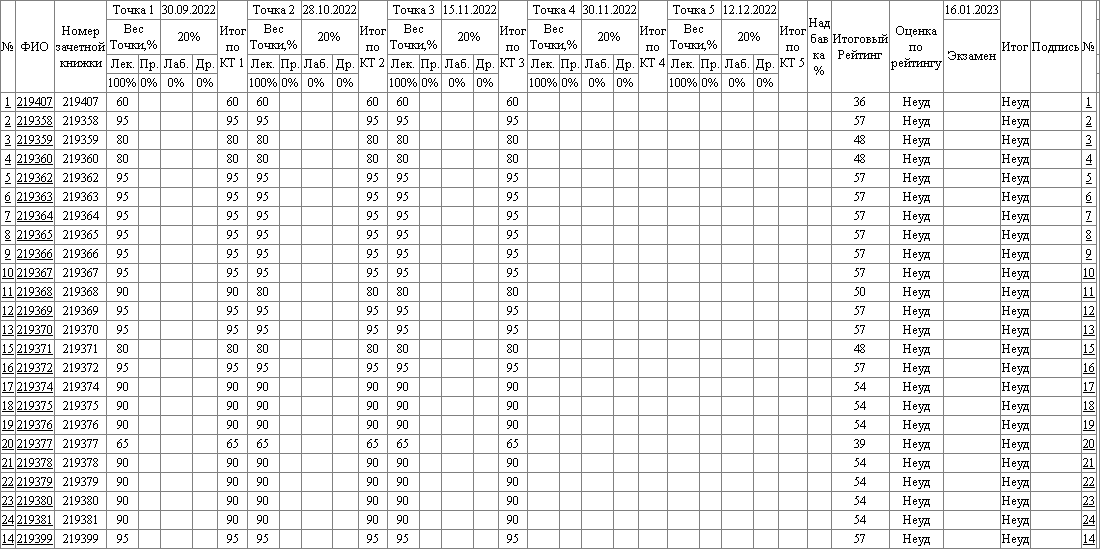 Точка 1 30.09.2022 Точка 2 28.10.2022 Точка 3 15.11.2022 Точка 4 30.11.2022 Точка 5 12.12.2022 16.01.2023
№ ФИО Номер зачетной книжки Вес Точки,% 20% Итог по КТ 1 Вес Точки,% 20% Итог по КТ 2 Вес Точки,% 20% Итог по КТ 3 Вес Точки,% 20% Итог по КТ 4 Вес Точки,% 20% Итог по КТ 5 Над бав ка % Итоговый Рейтинг Оценка по рейтингу Экзамен Итог Подпись №
Лек. Пр. Лаб. Др. Лек. Пр. Лаб. Др. Лек. Пр. Лаб. Др. Лек. Пр. Лаб. Др. Лек. Пр. Лаб. Др.
100% 0% 0% 0% 100% 0% 0% 0% 100% 0% 0% 0% 100% 0% 0% 0% 100% 0% 0% 0%
1 219407 219407 60 60 60 60 60 60 36 Неуд Неуд 1
2 219358 219358 95 95 95 95 95 95 57 Неуд Неуд 2
3 219359 219359 80 80 80 80 80 80 48 Неуд Неуд 3
4 219360 219360 80 80 80 80 80 80 48 Неуд Неуд 4
5 219362 219362 95 95 95 95 95 95 57 Неуд Неуд 5
6 219363 219363 95 95 95 95 95 95 57 Неуд Неуд 6
7 219364 219364 95 95 95 95 95 95 57 Неуд Неуд 7
8 219365 219365 95 95 95 95 95 95 57 Неуд Неуд 8
9 219366 219366 95 95 95 95 95 95 57 Неуд Неуд 9
10 219367 219367 95 95 95 95 95 95 57 Неуд Неуд 10
11 219368 219368 90 90 80 80 80 80 50 Неуд Неуд 11
12 219369 219369 95 95 95 95 95 95 57 Неуд Неуд 12
13 219370 219370 95 95 95 95 95 95 57 Неуд Неуд 13
15 219371 219371 80 80 80 80 80 80 48 Неуд Неуд 15
16 219372 219372 95 95 95 95 95 95 57 Неуд Неуд 16
17 219374 219374 90 90 90 90 90 90 54 Неуд Неуд 17
18 219375 219375 90 90 90 90 90 90 54 Неуд Неуд 18
19 219376 219376 90 90 90 90 90 90 54 Неуд Неуд 19
20 219377 219377 65 65 65 65 65 65 39 Неуд Неуд 20
21 219378 219378 90 90 90 90 90 90 54 Неуд Неуд 21
22 219379 219379 90 90 90 90 90 90 54 Неуд Неуд 22
23 219380 219380 90 90 90 90 90 90 54 Неуд Неуд 23
24 219381 219381 90 90 90 90 90 90 54 Неуд Неуд 24
14 219399 219399 95 95 95 95 95 95 57 Неуд Неуд 14